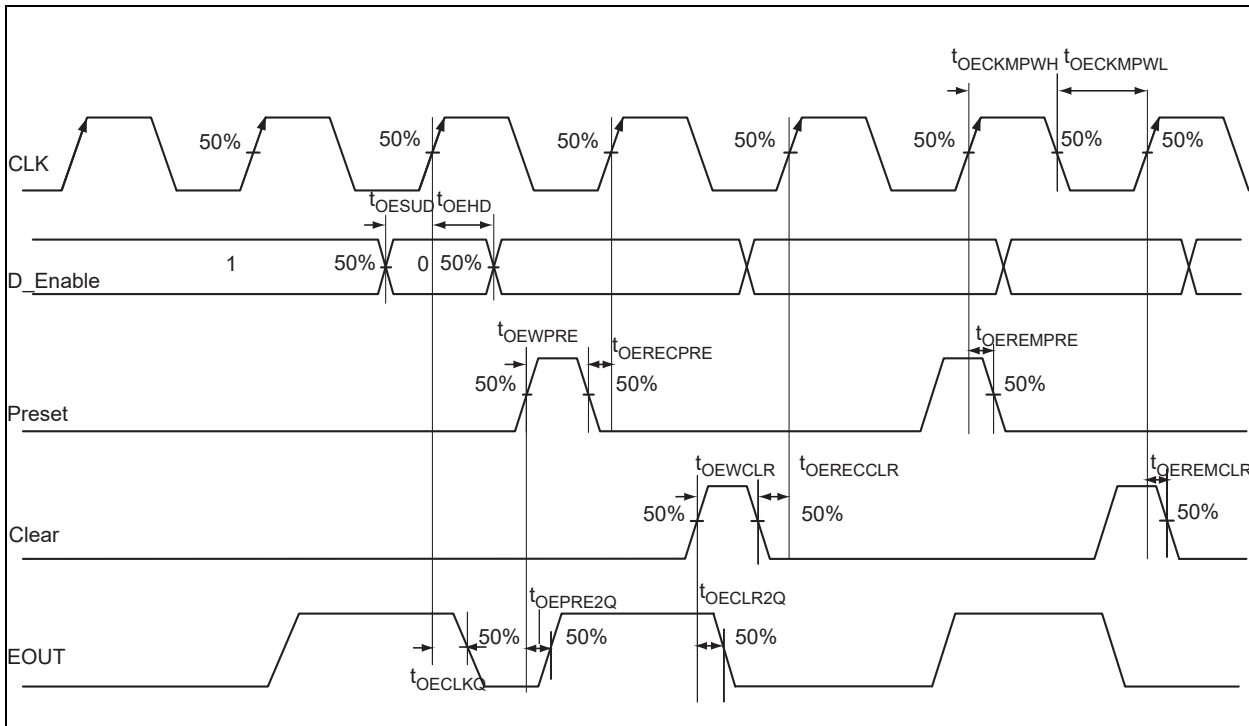 tOECKMPWH tOECKMPWL
CLK 50% 50% 50% 50% 50% 50% 50%
tOESUD tOEHD
D_Enable 1 50% 0 50%
tOEWPRE tOERECPRE tOEREMPRE
Preset 50% 50% 50%
tOEWCLR tOERECCLR tOEREMCLR
Clear 50% 50% 50%
tOEPRE2Q tOECLR2Q
EOUT 50% 50% 50%
tOECLKQ